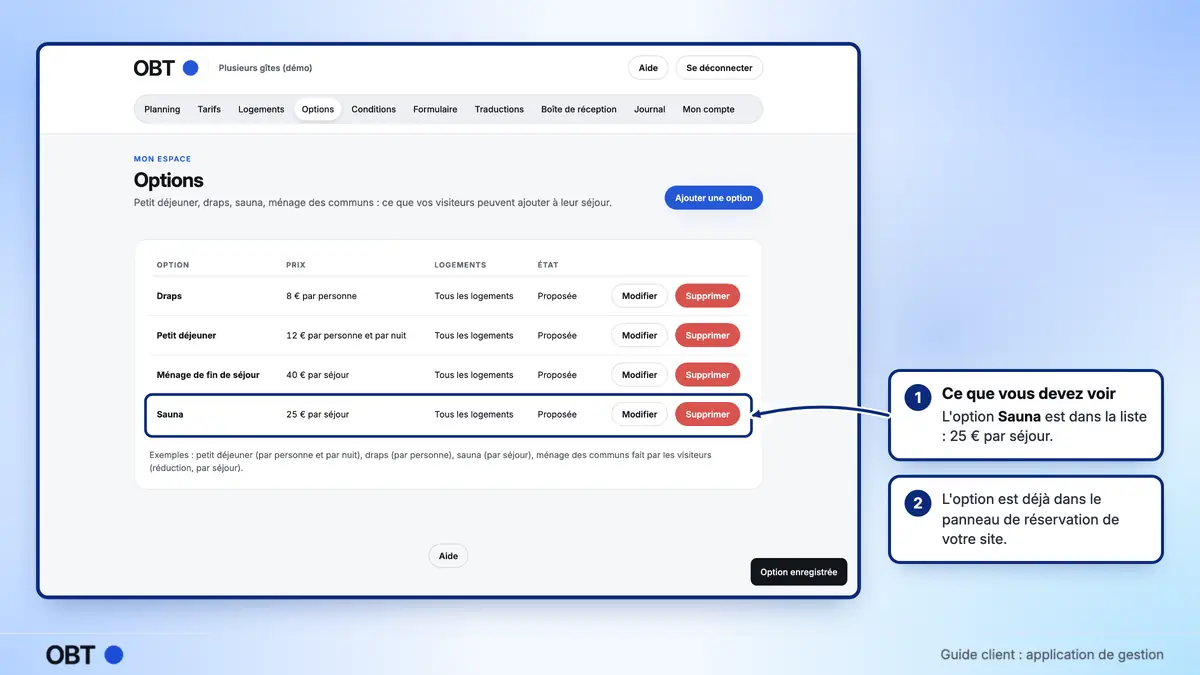 OBT
Plusieurs gîtes (démo)
Aide
Se déconnecter
Planning
Tarifs
Logements
Options
Conditions
Formulaire
Traductions
Boîte de réception
Journal
Mon compte
MON ESPACE
Options
Petit déjeuner, draps, sauna, ménage des communs : ce que vos visiteurs peuvent ajouter à leur séjour.
Ajouter une option
OPTION PRIX LOGEMENTS ÉTAT
Draps 8 € par personne Tous les logements Proposée Modifier Supprimer
Petit déjeuner 12 € par personne et par nuit Tous les logements Proposée Modifier Supprimer
Ménage de fin de séjour 40 € par séjour Tous les logements Proposée Modifier Supprimer
Sauna 25 € par séjour Tous les logements Proposée Modifier Supprimer
Exemples : petit déjeuner (par personne et par nuit), draps (par personne), sauna (par séjour), ménage des communs fait par les visiteurs
(réduction, par séjour).
Aide
Option enregistrée
1
Ce que vous devez voir
L'option Sauna est dans la liste
: 25 € par séjour.
2
L'option est déjà dans le
panneau de réservation de
votre site.
OBT
Guide client : application de gestion